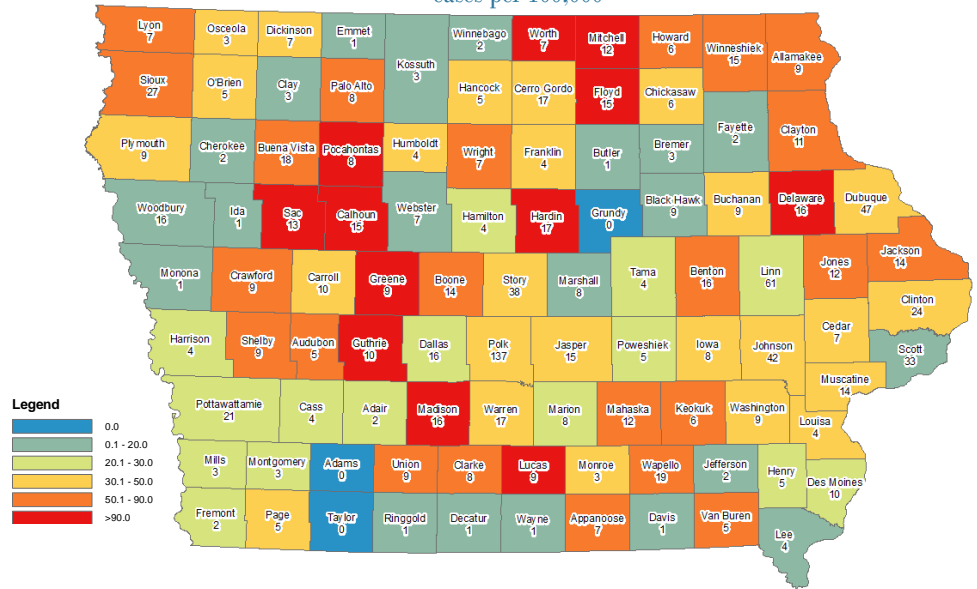 cases per 100,000
Lyon
7
Osceola
3
Dickinson
7
Emmet
1
Kossuth
3
Winnebago
2
Worth
7
Mitchell
12
Howard
6
Winneshiek
15
Allamakee
9
Sioux
27
O'Brien
5
Clay
3
Palo Alto
8
Hancock
5
Cerro Gordo
17
Floyd
15
Chickasaw
6
Fayette
2
Clayton
11
Plymouth
9
Cherokee
2
Buena Vista
18
Pocahontas
8
Humboldt
4
Wright
7
Franklin
4
Butler
1
Bremer
3
Woodbury
16
Ida
1
Sac
13
Calhoun
15
Webster
7
Hamilton
4
Hardin
17
Grundy
0
Black Hawk
9
Buchanan
9
Delaware
16
Dubuque
47
Monona
1
Crawford
9
Carroll
10
Greene
9
Boone
14
Story
38
Marshall
8
Tama
4
Benton
16
Linn
61
Jones
12
Jackson
14
Clinton
24
Harrison
4
Shelby
9
Audubon
5
Guthrie
10
Dallas
16
Polk
137
Jasper
15
Poweshiek
5
Iowa
8
Johnson
42
Cedar
7
Scott
33
Muscatine
14
Pottawattamie
21
Cass
4
Adair
2
Madison
16
Warren
17
Marion
8
Mahaska
12
Keokuk
6
Washington
9
Louisa
4
Mills
3
Montgomery
3
Adams
0
Union
9
Clarke
8
Lucas
9
Monroe
3
Wapello
19
Jefferson
2
Henry
5
Des Moines
10
Fremont
2
Page
5
Taylor
0
Ringgold
1
Decatur
1
Wayne
1
Appanoose
7
Davis
1
Van Buren
5
Lee
4
Legend
0.0
0.1 - 20.0
20.1 - 30.0
30.1 - 50.0
50.1 - 90.0
>90.0